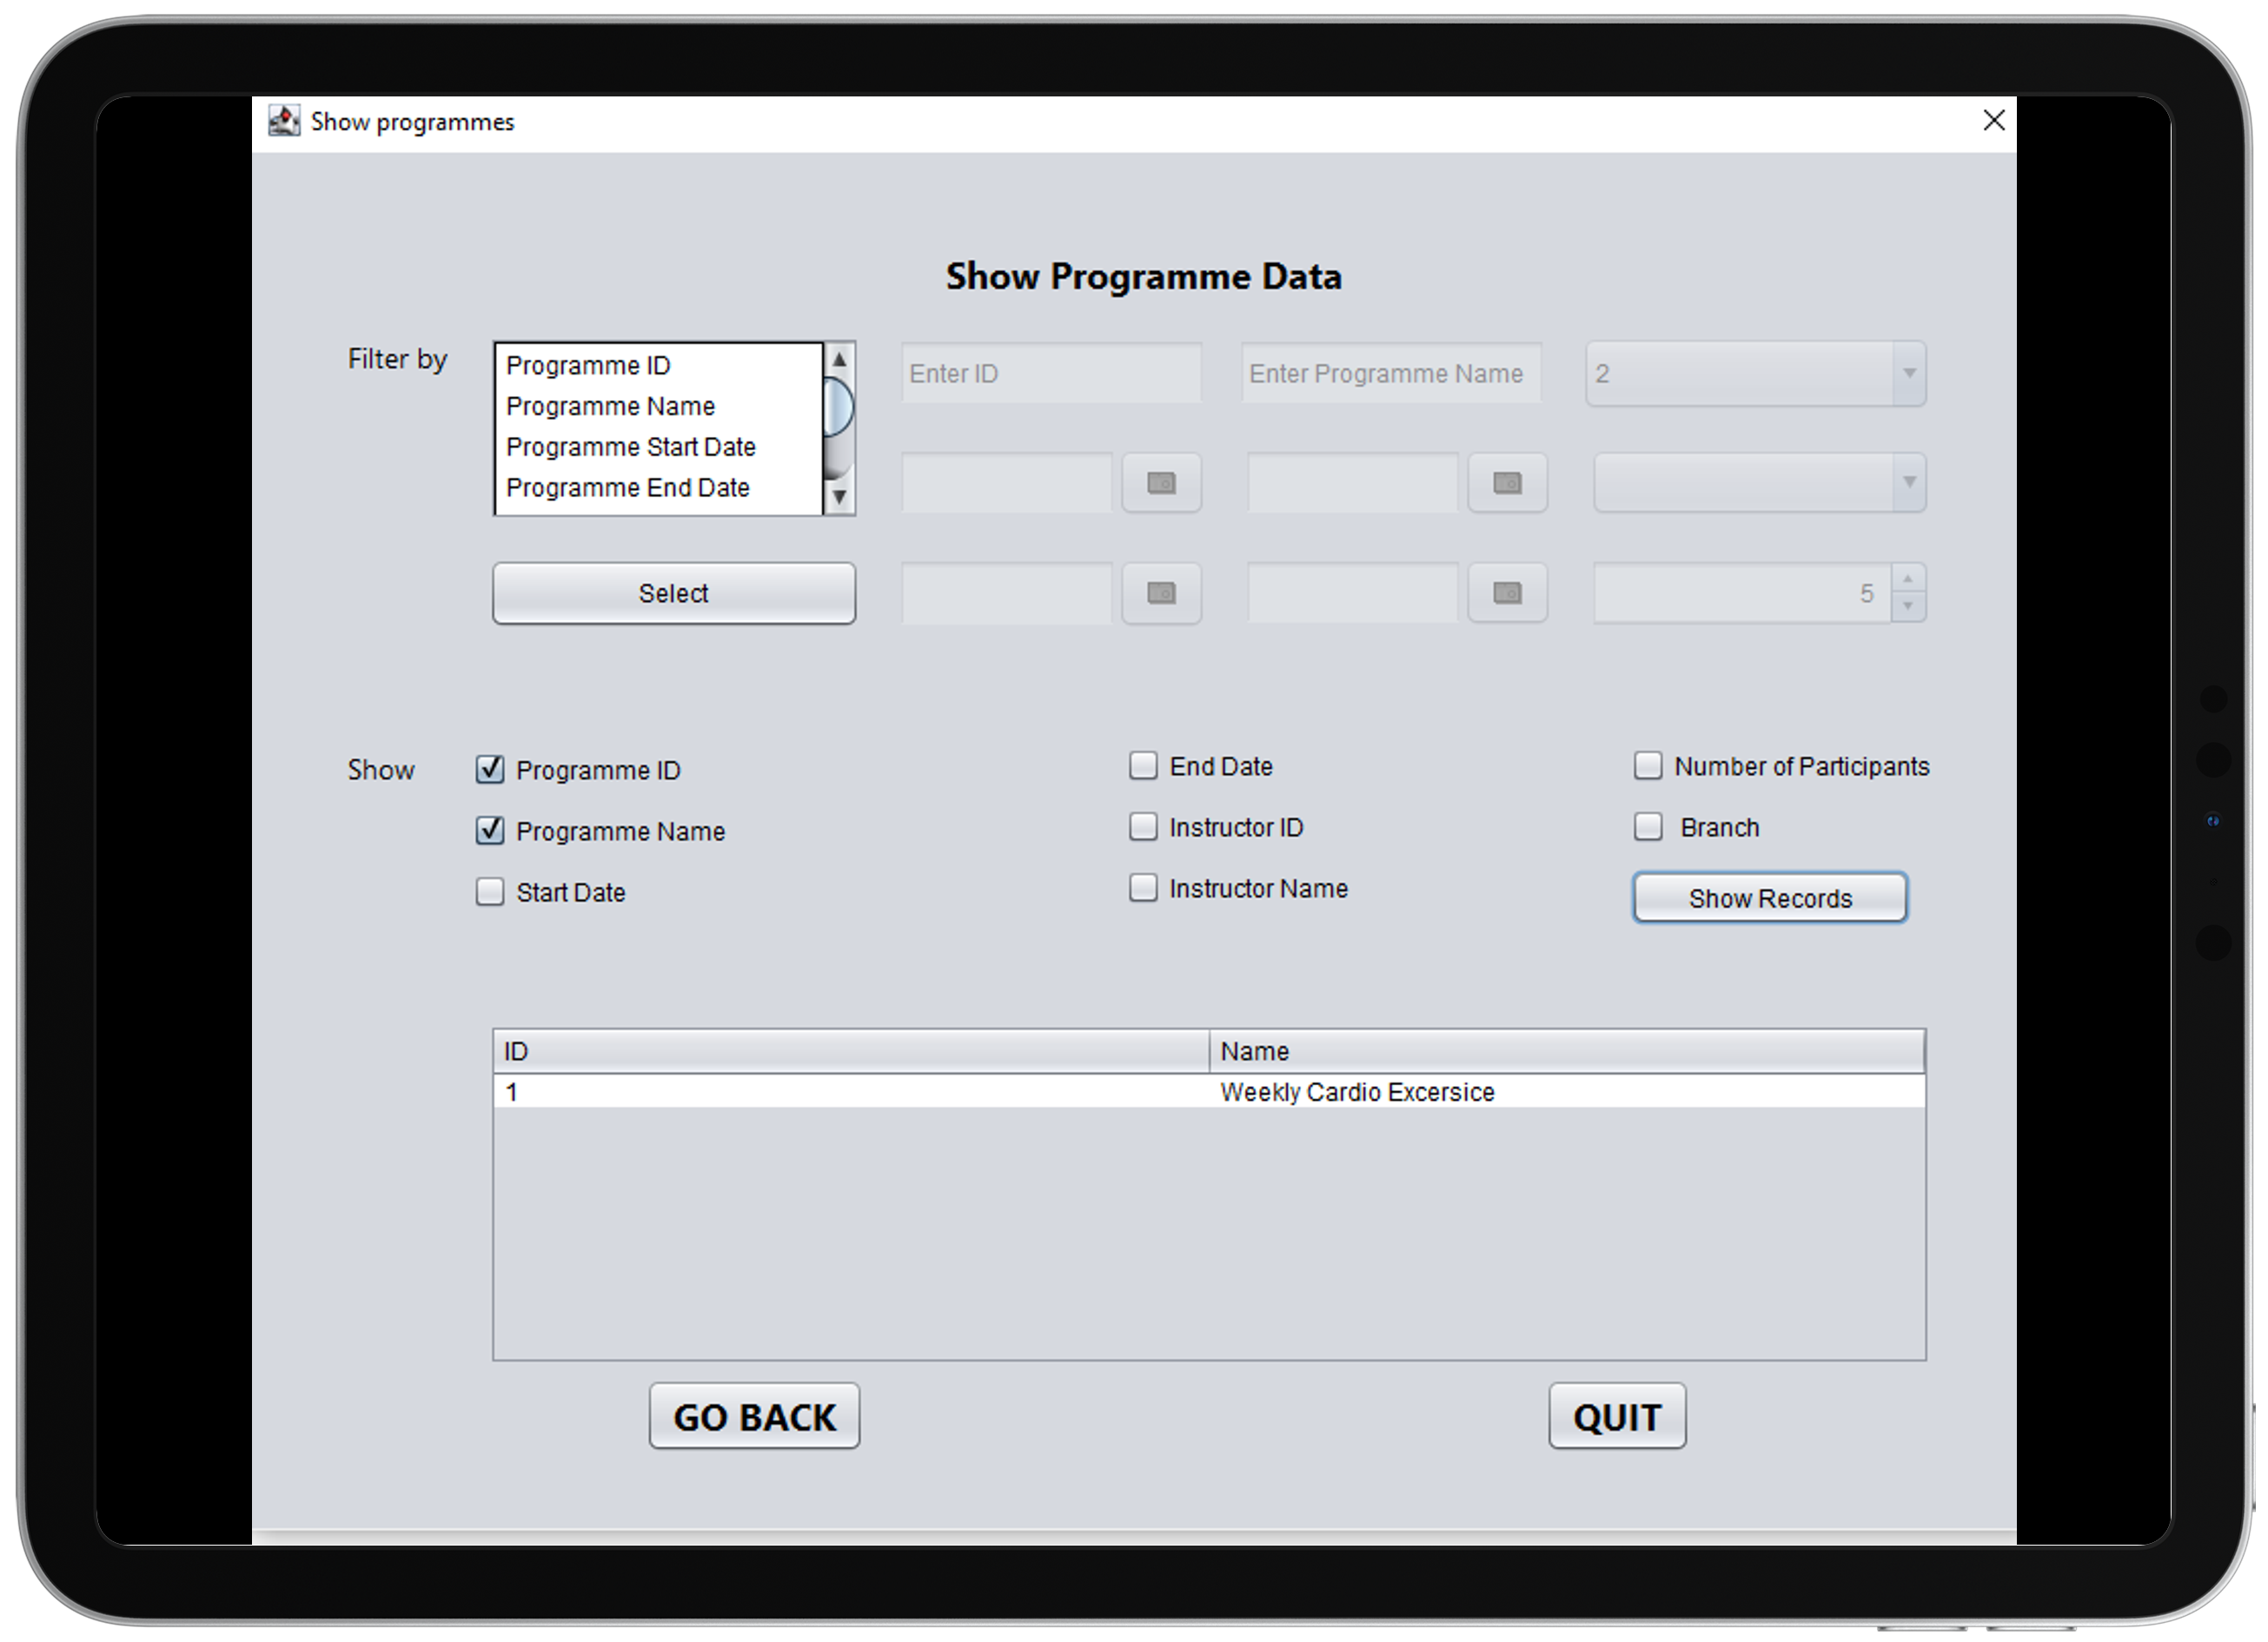 Show programmes
Show Programme Data
Filter by
Programme ID
Programme Name
Programme Start Date
Programme End Date
Enter ID
Enter Programme Name
2
Select
5
Show
Programme ID
End Date
Number of Participants
Programme Name
Instructor ID
Branch
Start Date
Instructor Name
Show Records
ID Name
1 Weekly Cardio Excersice
GO BACK
QUIT